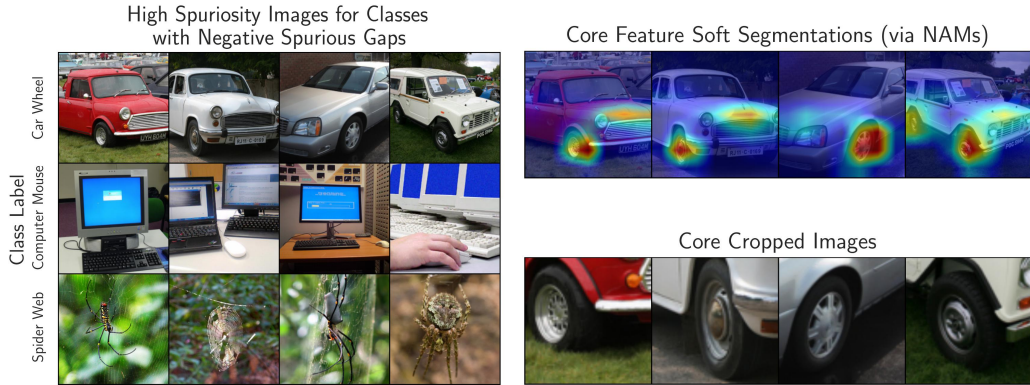 High Spuriosity Images for Classes
with Negative Spurious Gaps
Class Label
Car Wheel
Computer Mouse
Spider Web
Core Feature Soft Segmentations (via NAMs)
Core Cropped Images